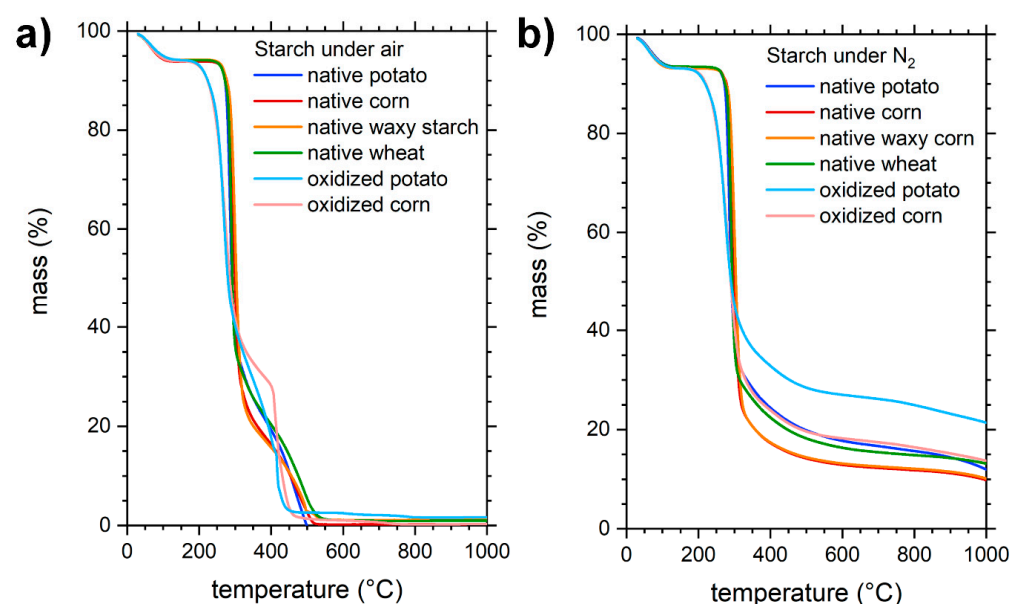 a)
Starch under air
native potato
native corn
native waxy starch
native wheat
oxidized potato
oxidized corn
100
80
60
40
20
0
mass (%)
0 200 400 600 800 1000
temperature (°C)
b)
Starch under N₂
native potato
native corn
native waxy corn
native wheat
oxidized potato
oxidized corn
100
80
60
40
20
0
mass (%)
0 200 400 600 800 1000
temperature (°C)